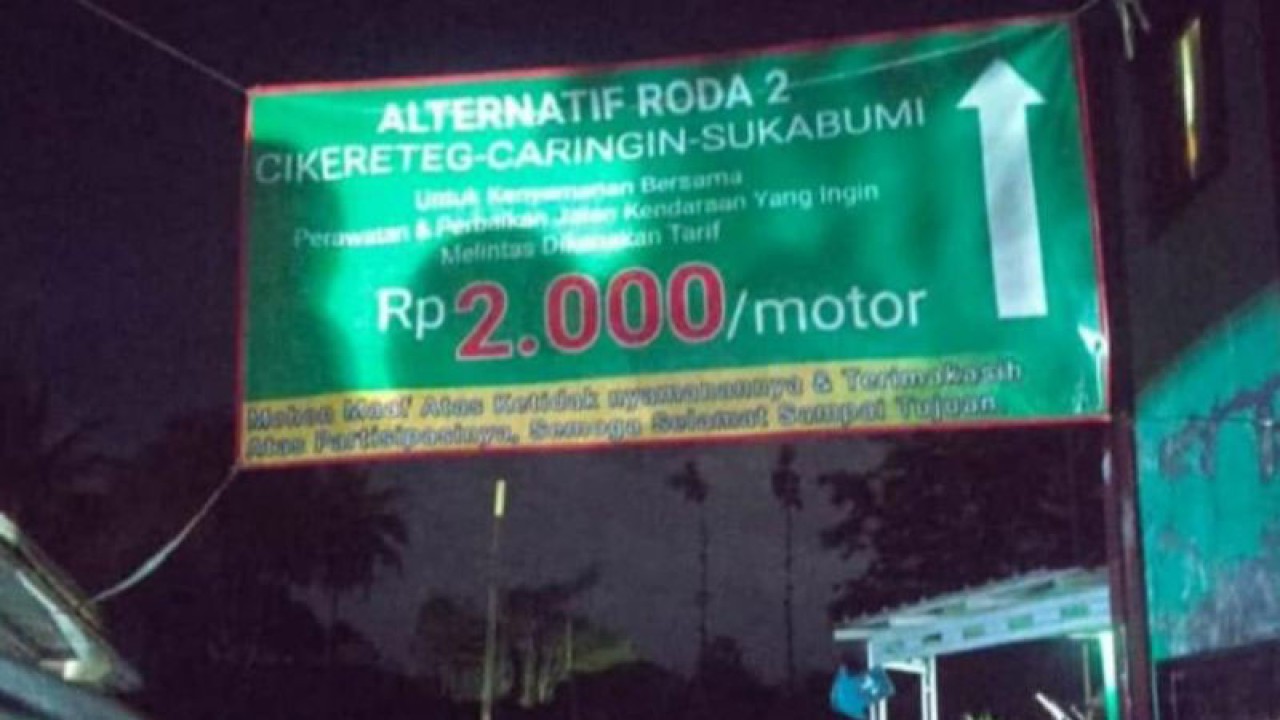 ALTERNATIF RODA 2
CIKERETEG-CARINGIN-SUKABUMI
Untuk Kenyamanan Bersama
Perawatan & Perbaikan Jalan Kendaraan Yang Ingin
Melintas Dikenakan Tarif
Rp 2.000/motor
Mohon Maaf Atas Ketidak nyamanannya & Terimakasih
Atas Partisipasinya, Semoga Selamat Sampai Tujuan